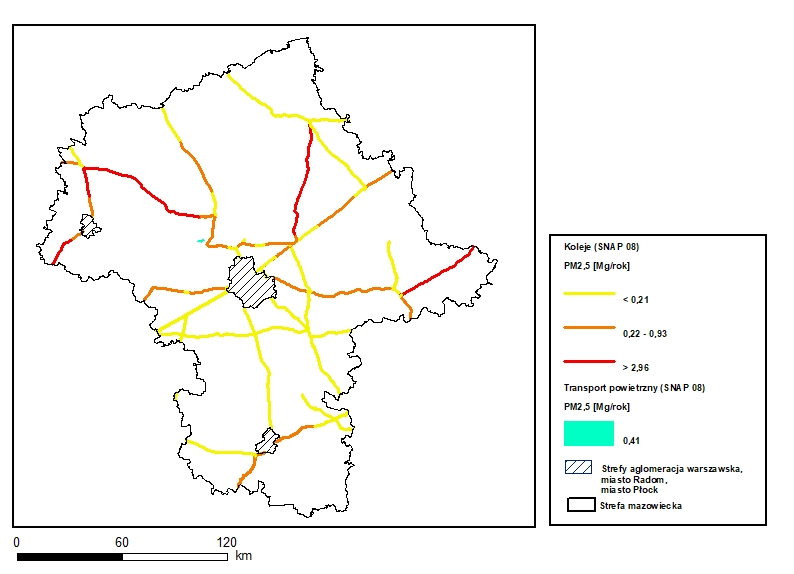 Koleje (SNAP 08)
PM2,5 [Mg/rok]
< 0,21
0,22 - 0,93
> 2,96
Transport powietrzny (SNAP 08)
PM2,5 [Mg/rok]
0,41
Strefy aglomeracja warszawska,
miasto Radom,
miasto Płock
Strefa mazowiecka
0 60 120
km